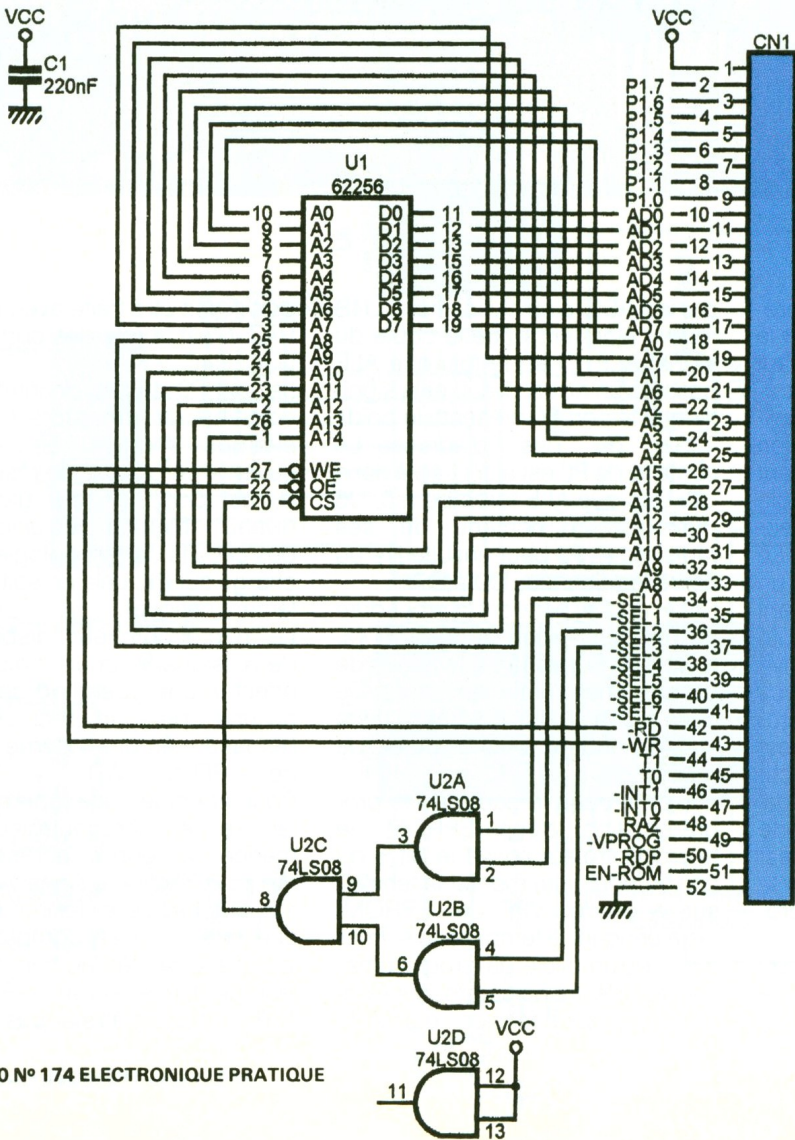 VCC
C1
220nF
VCC
CN1
1
P1.7 2
P1.6 3
P1.5 4
P1.4 5
P1.3 6
P1.2 7
P1.1 8
P1.0 9
AD0 10
AD1 11
AD2 12
AD3 13
AD4 14
AD5 15
AD6 16
AD7 17
A0 18
A7 19
A1 20
A6 21
A2 22
A5 23
A3 24
A4 25
A15 26
A14 27
A13 28
A12 29
A11 30
A10 31
A9 32
A8 33
-SEL0 34
-SEL1 35
-SEL2 36
-SEL3 37
-SEL4 38
-SEL5 39
-SEL6 40
-SEL7 41
-RD 42
-WR 43
T1 44
T0 45
-INT1 46
-INT0 47
RAZ 48
-VPROG 49
-RDP 50
EN-ROM 51
52
U1
62256
10 A0 D0 11
9 A1 D1 12
8 A2 D2 13
7 A3 D3 15
6 A4 D4 16
5 A5 D5 17
4 A6 D6 18
3 A7 D7 19
25 A8
24 A9
21 A10
23 A11
2 A12
26 A13
1 A14
27 WE
22 OE
20 CS
U2A
74LS08
1
3
2
U2C
74LS08
9
8
10
U2B
74LS08
4
6
5
U2D
74LS08
VCC
12
11
13
0 Nº 174 ELECTRONIQUE PRATIQUE